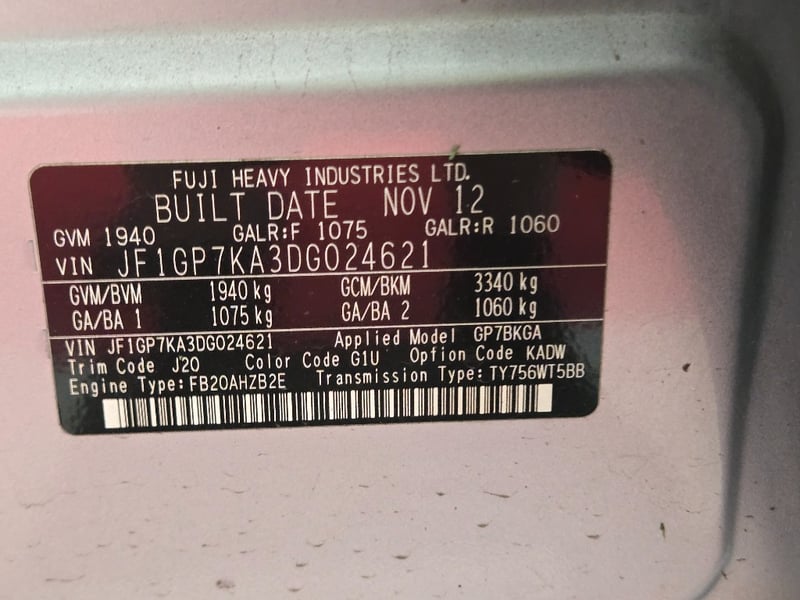 FUJI HEAVY INDUSTRIES LTD.
BUILT DATE NOV 12
GVM 1940 GALR:F 1075 GALR:R 1060
VIN JF1GP7KA3DG024621
GVM/BVM 1940 kg GCM/BKM 3340 kg
GA/BA 1 1075 kg GA/BA 2 1060 kg
VIN JF1GP7KA3DG024621 Applied Model GP7BKGA
Trim Code J20 Color Code G1U Option Code KADW
Engine Type:FB20AHZB2E Transmission Type:TY756WT5BB